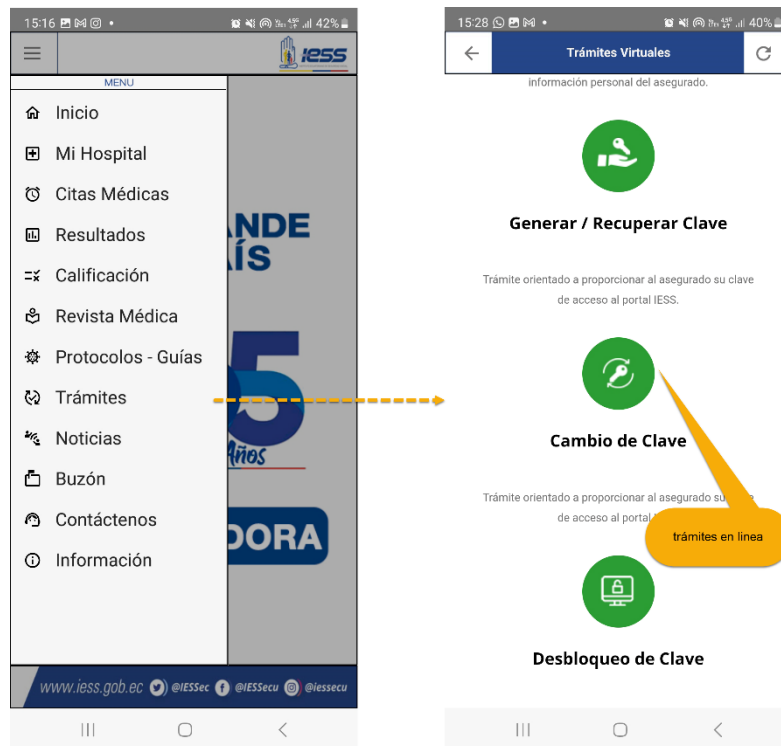 15:16
42%
iess
MENU
Inicio
Mi Hospital
Citas Médicas
Resultados
Calificación
Revista Médica
Protocolos - Guías
Trámites
Noticias
Buzón
Contáctenos
Información
NDE
ÍS
5
Años
DORA
www.iess.gob.ec @IESSec @IESSecu @iessecu
15:28
40%
Trámites Virtuales
información personal del asegurado.
Generar / Recuperar Clave
Trámite orientado a proporcionar al asegurado su clave
de acceso al portal IESS.
Cambio de Clave
Trámite orientado a proporcionar al asegurado su
de acceso al portal
trámites en linea
Desbloqueo de Clave